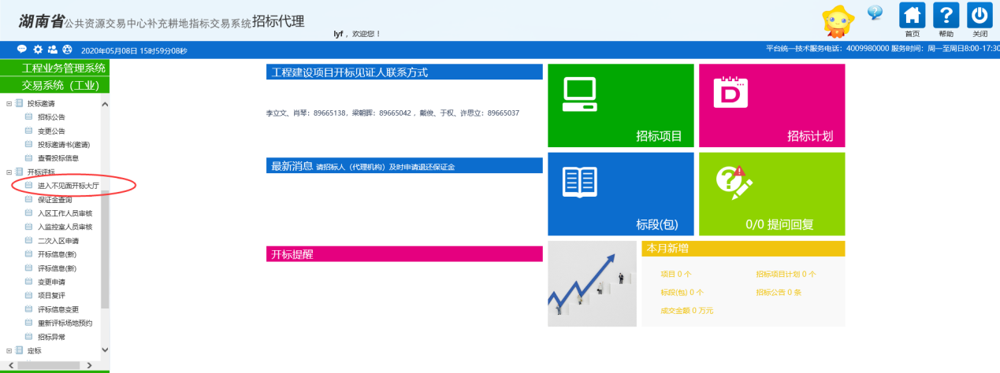 湖南省公共资源交易中心补充耕地指标交易系统招标代理
lyf ，欢迎您！
首页
帮助
关闭
2020年05月08日 15时59分08秒
平台统一技术服务电话：4009980000 服务时间：周一至周日8:00-17:30
工程业务管理系统
交易系统（工业）
投标邀请
招标公告
变更公告
投标邀请书(邀请)
查看投标信息
开标评标
进入不见面开标大厅
保证金查询
入区工作人员审核
入监控室人员审核
二次入区申请
开标信息(新)
评标信息(新)
变更申请
项目复评
评标信息变更
重新评标场地预约
招标异常
定标
工程建设项目开标见证人联系方式
李立文、肖琴：89665138，梁朝晖：89665042 ，戴俊、于权、许思立：89665037
最新消息 请招标人（代理机构）及时申请退还保证金
开标提醒
招标项目
D
招标计划
标段(包)
0/0 提问回复
本月新增
项目 0 个
招标项目计划 0 个
标段(包) 0 个
招标公告 0 条
成交金额 0 万元